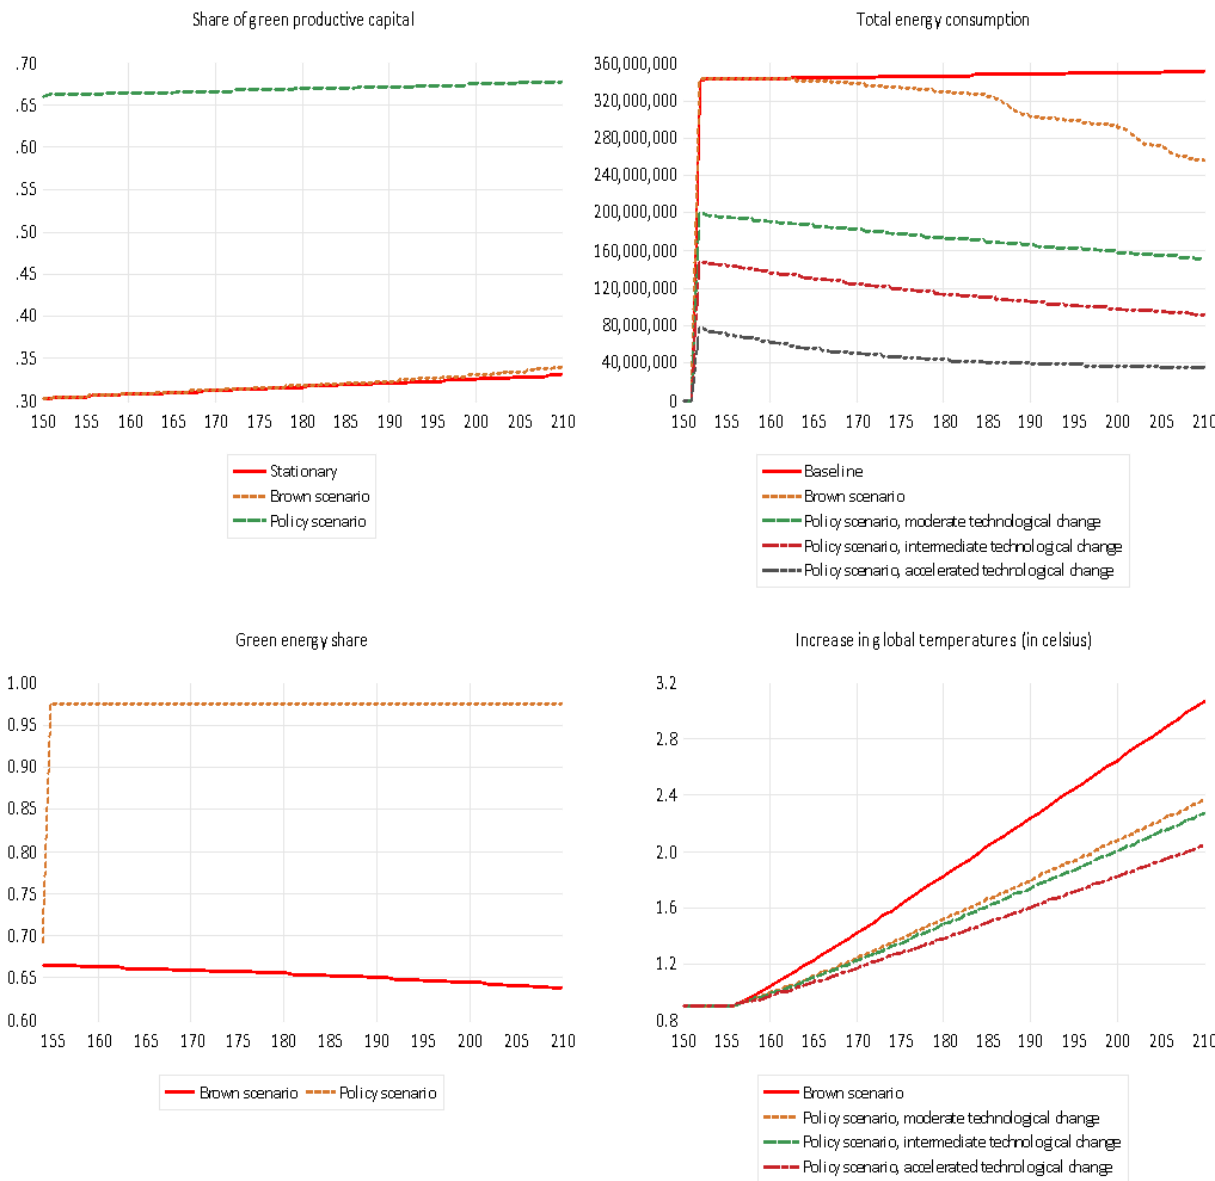 Share of green productive capital
.70
.65
.60
.55
.50
.45
.40
.35
.30
150 155 160 165 170 175 180 185 190 195 200 205 210
Stationary
Brown scenario
Policy scenario
Total energy consumption
360,000,000
320,000,000
280,000,000
240,000,000
200,000,000
160,000,000
120,000,000
80,000,000
40,000,000
0
150 155 160 165 170 175 180 185 190 195 200 205 210
Baseline
Brown scenario
Policy scenario, moderate technological change
Policy scenario, intermediate technological change
Policy scenario, accelerated technological change
Green energy share
1.00
0.95
0.90
0.85
0.80
0.75
0.70
0.65
0.60
155 160 165 170 175 180 185 190 195 200 205 210
Brown scenario Policy scenario
Increase in global temperatures (in celsius)
3.2
2.8
2.4
2.0
1.6
1.2
0.8
150 155 160 165 170 175 180 185 190 195 200 205 210
Brown scenario
Policy scenario, moderate technological change
Policy scenario, intermediate technological change
Policy scenario, accelerated technological change